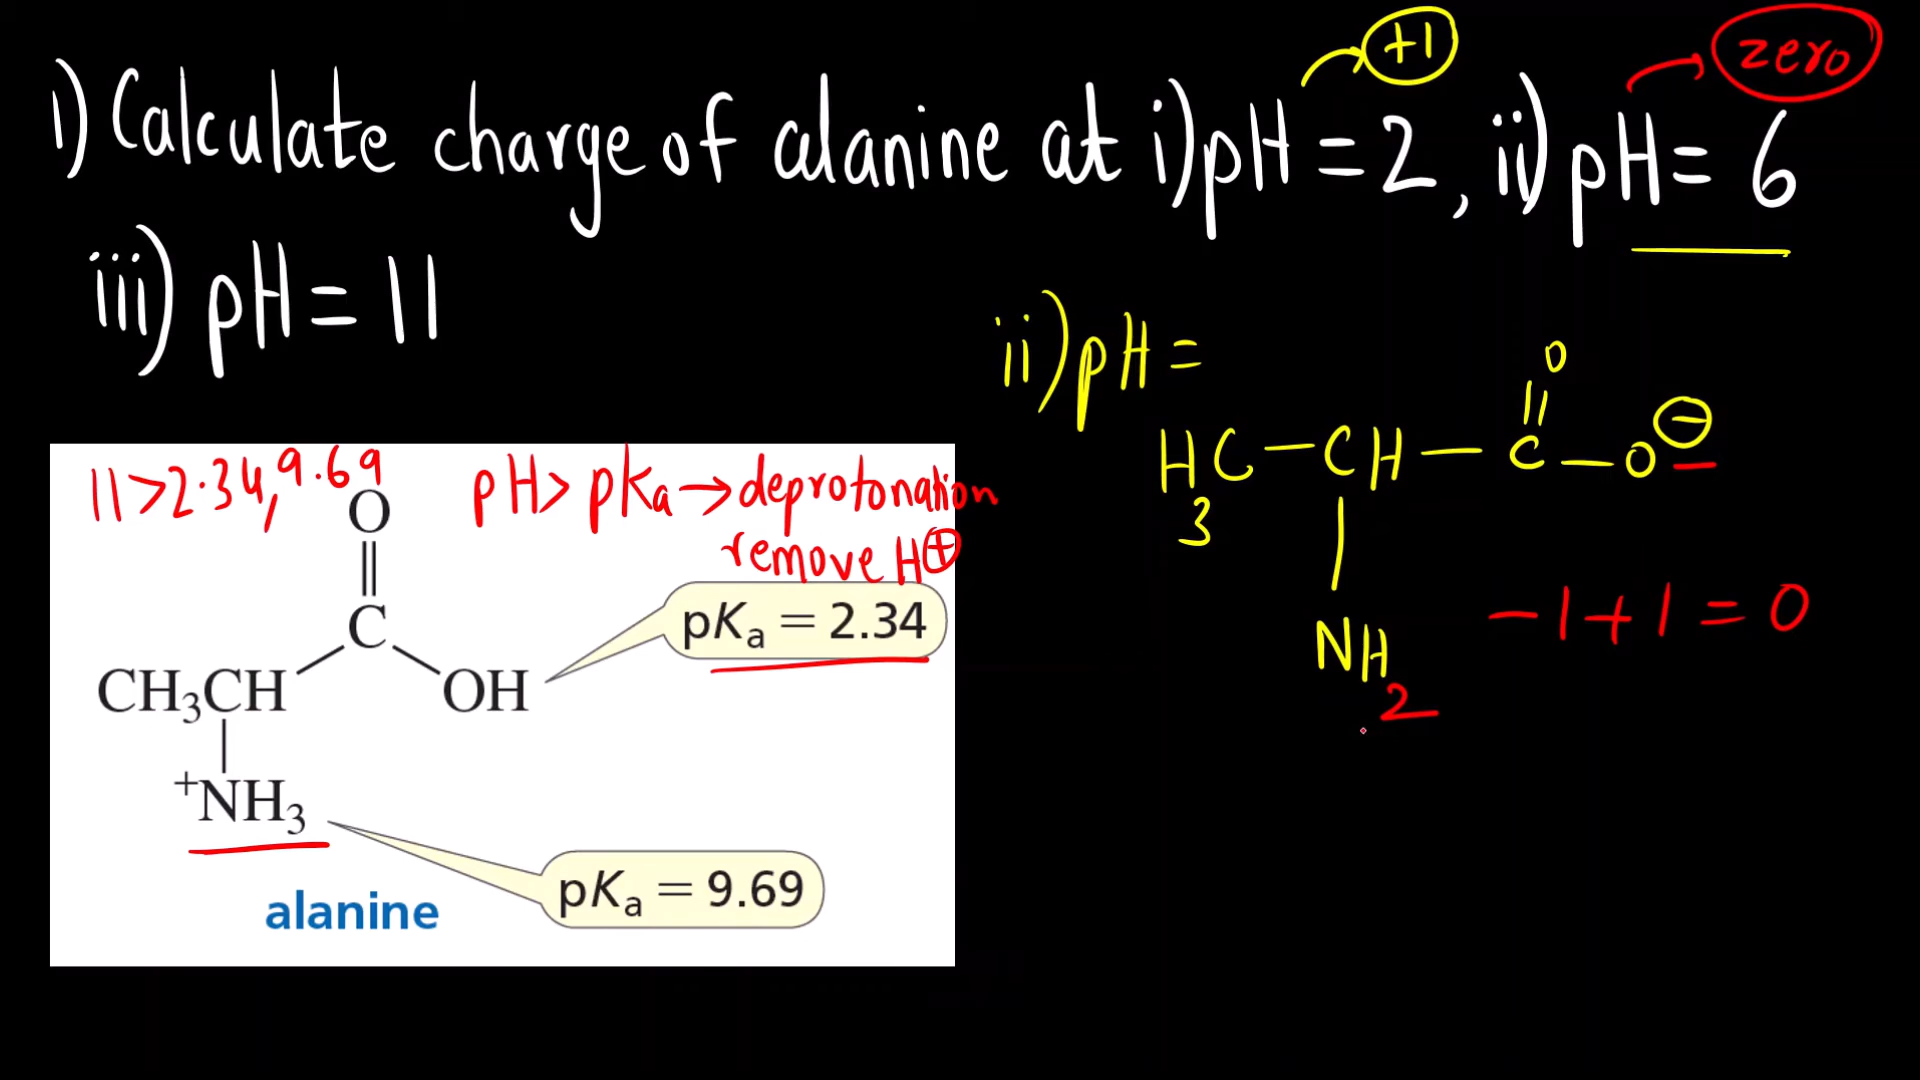 1) Calculate charge of alanine at i) pH = 2, ii) pH = 6
+1
zero
iii) pH = 11
ii) pH =
H3C — CH — C — O ⊖
O
NH2
-1 + 1 = 0
11 > 2.34, 9.69
pH > pKa → deprotonation
remove H⊕
O
C
CH3CH
OH
pKa = 2.34
+NH3
pKa = 9.69
alanine